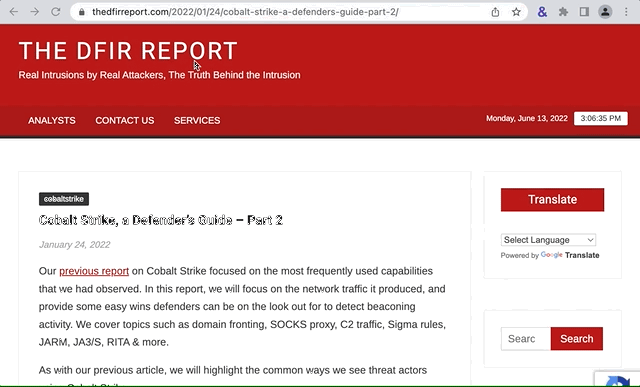 thedfirreport.com/2022/01/24/cobalt-strike-a-defenders-guide-part-2/
THE DFIR REPORT
Real Intrusions by Real Attackers, The Truth Behind the Intrusion
ANALYSTS CONTACT US SERVICES
Monday, June 13, 2022 3:06:35 PM
cobaltstrike
Cobalt Strike, a Defender's Guide – Part 2
January 24, 2022
Our previous report on Cobalt Strike focused on the most frequently used capabilities
that we had observed. In this report, we will focus on the network traffic it produced, and
provide some easy wins defenders can be on the look out for to detect beaconing
activity. We cover topics such as domain fronting, SOCKS proxy, C2 traffic, Sigma rules,
JARM, JA3/S, RITA & more.
As with our previous article, we will highlight the common ways we see threat actors
Translate
Select Language
Powered by Google Translate
Searc Search